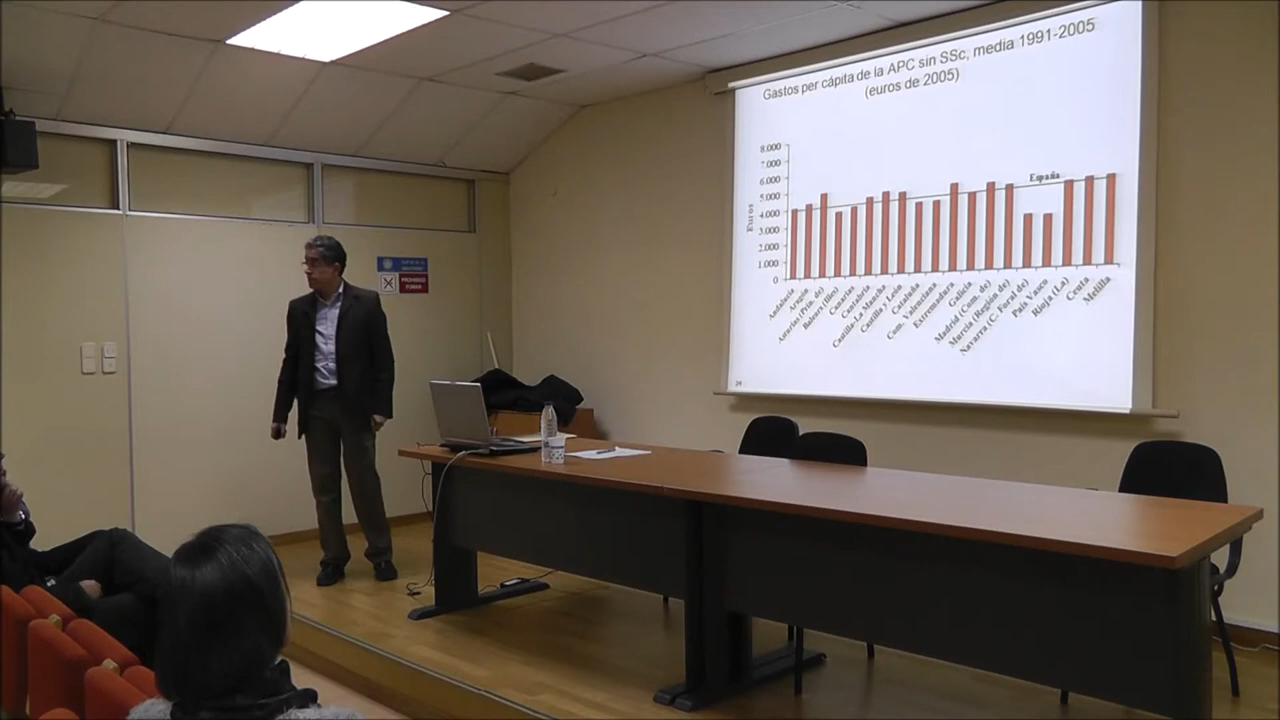 Gastos per cápita de la APC sin SSc, media 1991-2005
(euros de 2005)
8.000
7.000
6.000
5.000
4.000
3.000
2.000
1.000
0
Euros
España
Andalucía
Aragón
Asturias (Prin. de)
Balears (Illes)
Canarias
Cantabria
Castilla-La Mancha
Castilla y León
Cataluña
Com. Valenciana
Extremadura
Galicia
Madrid (Com. de)
Murcia (Región de)
Navarra (C. Foral de)
País Vasco
Rioja (La)
Ceuta
Melilla
PROHIBIDO
FUMAR